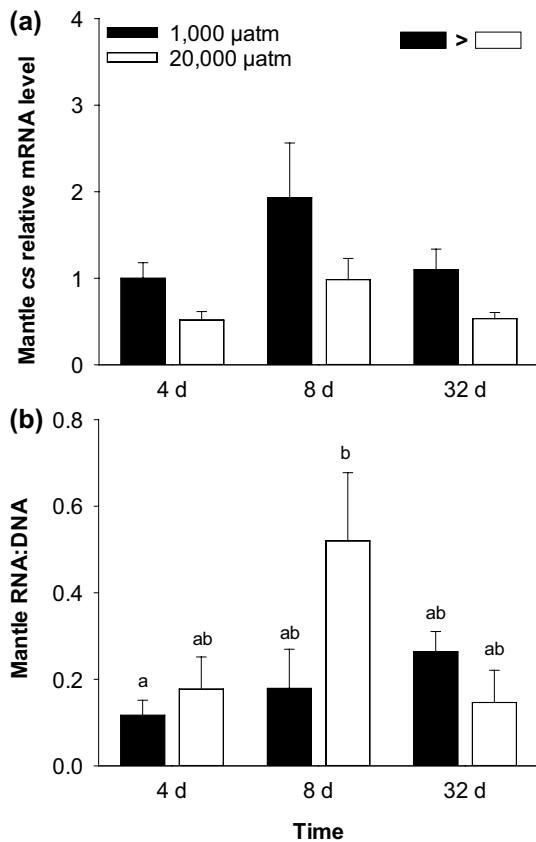 (a)
1,000 µatm
20,000 µatm
>
Mantle cs relative mRNA level
4
3
2
1
0
4 d 8 d 32 d
(b)
Mantle RNA:DNA
0.8
0.6
0.4
0.2
0.0
a ab ab b ab ab
4 d 8 d 32 d
Time